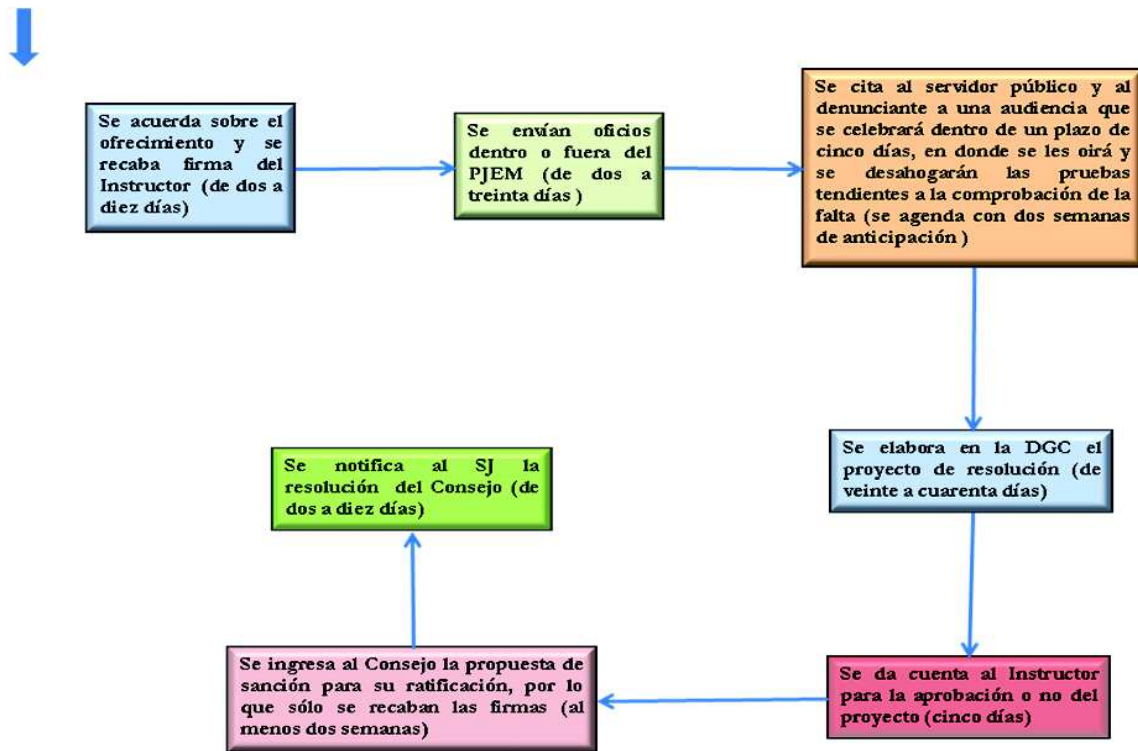 Se acuerda sobre el
ofrecimiento y se
recaba firma del
Instructor (de dos a
diez días)
Se envían oficios
dentro o fuera del
PJEM (de dos a
treinta días )
Se cita al servidor público y al
denunciante a una audiencia que
se celebrará dentro de un plazo de
cinco días, en donde se les oirá y
se desahogarán las pruebas
tendientes a la comprobación de la
falta (se agenda con dos semanas
de anticipación )
Se elabora en la DGC el
proyecto de resolución (de
veinte a cuarenta días)
Se da cuenta al Instructor
para la aprobación o no del
proyecto (cinco días)
Se ingresa al Consejo la propuesta de
sanción para su ratificación, por lo
que sólo se recaban las firmas (al
menos dos semanas)
Se notifica al SJ la
resolución del Consejo (de
dos a diez días)